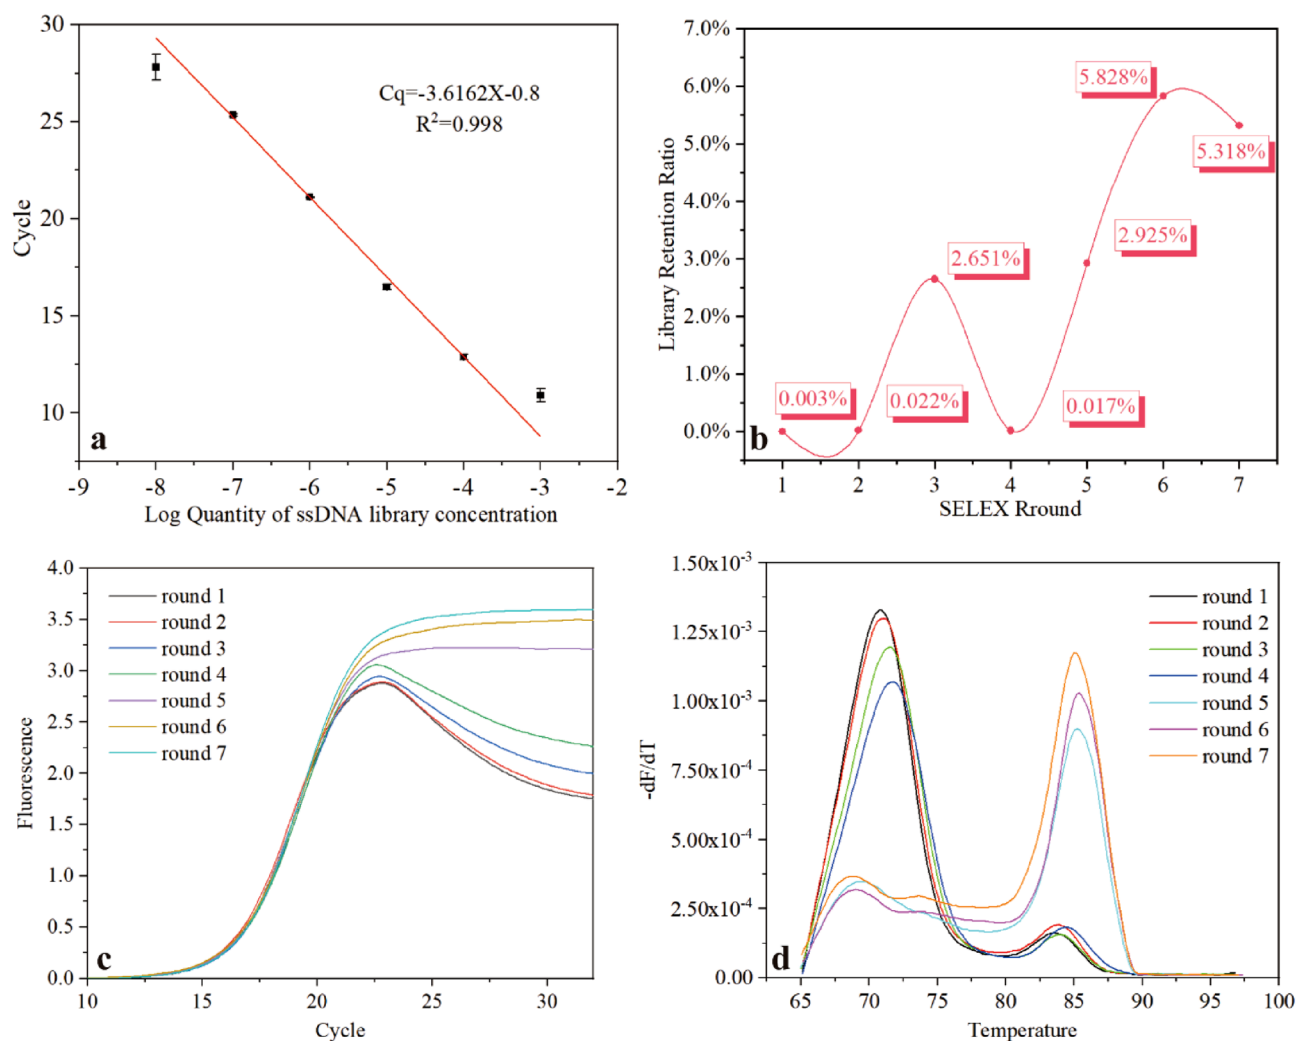 30
25
20
15
10
Cycle
Cq=-3.6162X-0.8
R²=0.998
a
-9 -8 -7 -6 -5 -4 -3 -2
Log Quantity of ssDNA library concentration
7.0%
6.0%
5.0%
4.0%
3.0%
2.0%
1.0%
0.0%
Library Retention Ratio
5.828%
5.318%
2.925%
2.651%
0.003%
0.022%
0.017%
b
1 2 3 4 5 6 7
SELEX Rround
4.0
3.5
3.0
2.5
2.0
1.5
1.0
0.5
0.0
Fluorescence
round 1
round 2
round 3
round 4
round 5
round 6
round 7
c
10 15 20 25 30
Cycle
1.50x10⁻³
1.25x10⁻³
1.00x10⁻³
7.50x10⁻⁴
5.00x10⁻⁴
2.50x10⁻⁴
0.00
-dF/dT
round 1
round 2
round 3
round 4
round 5
round 6
round 7
d
65 70 75 80 85 90 95 100
Temperature